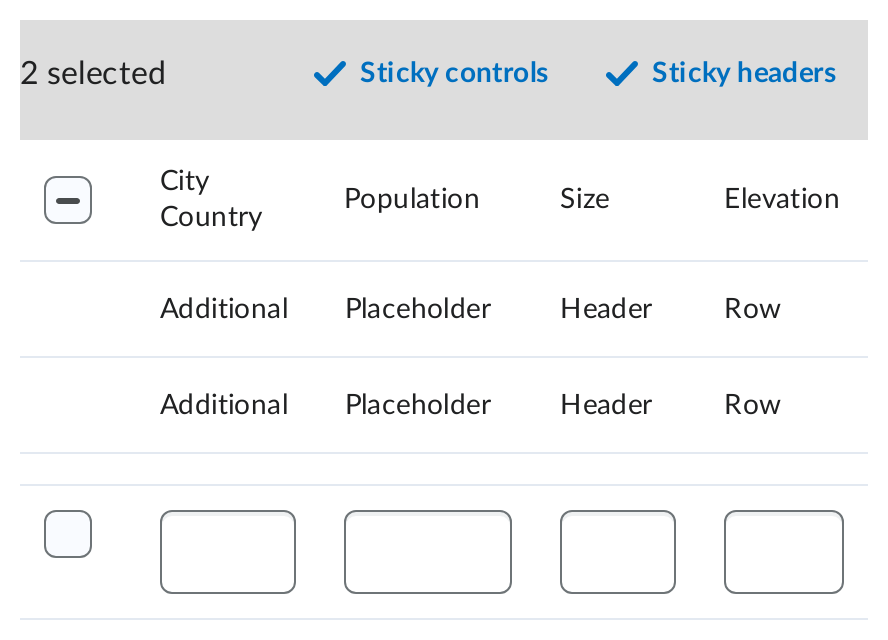 2 selected Sticky controls Sticky headers
City
Country Population Size Elevation
Additional Placeholder Header Row
Additional Placeholder Header Row